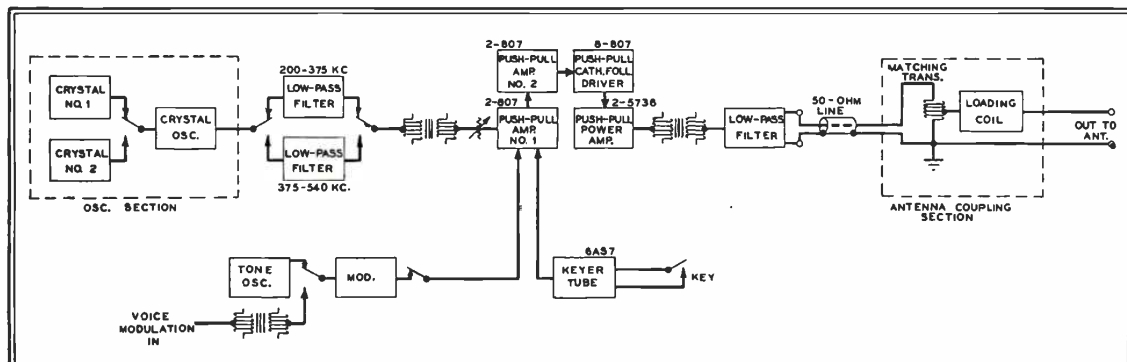 CRYSTAL
NO. 1
CRYSTAL
NO. 2
CRYSTAL
OSC.
OSC. SECTION
200-375 KC
LOW-PASS
FILTER
LOW-PASS
FILTER
375-540 KC.
2-807
PUSH-PULL
AMP.
NO. 2
2-807
PUSH-PULL
AMP.
NO. 1
8-807
PUSH-PULL
CATH. FOLL
DRIVER
2-5736
PUSH-PULL
POWER
AMP.
LOW-PASS
FILTER
50-OHM
LINE
MATCHING
TRANS.
LOADING
COIL
OUT TO
ANT.
ANTENNA COUPLING
SECTION
TONE
OSC.
MOD.
VOICE
MODULATION
IN
6AS7
KEYER
TUBE
KEY